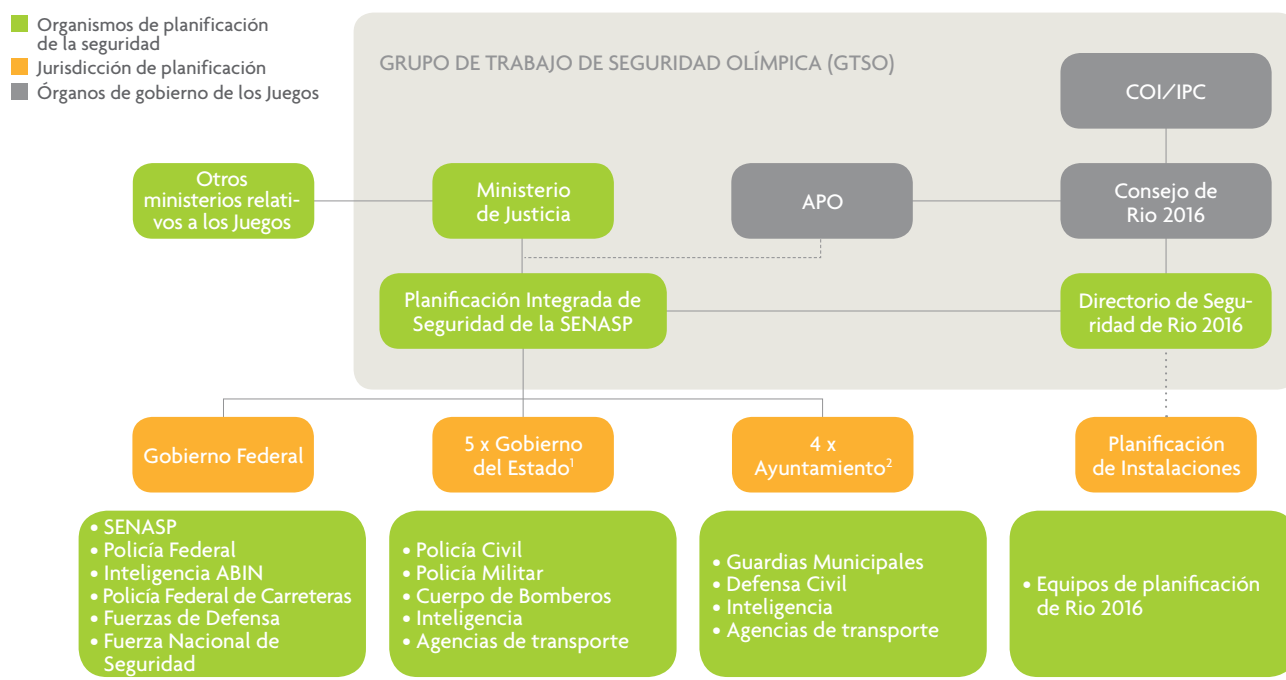 Organismos de planificación
de la seguridad
Jurisdicción de planificación
Órganos de gobierno de los Juegos
GRUPO DE TRABAJO DE SEGURIDAD OLÍMPICA (GTSO)
COI/IPC
Otros
ministerios relati-
vos a los Juegos
Ministerio
de Justicia
APO
Consejo de
Rio 2016
Planificación Integrada de
Seguridad de la SENASP
Directorio de Segu-
ridad de Rio 2016
Gobierno Federal
5 x Gobierno
del Estado¹
4 x
Ayuntamiento²
Planificación
de Instalaciones
• SENASP
• Policía Federal
• Inteligencia ABIN
• Policía Federal de Carreteras
• Fuerzas de Defensa
• Fuerza Nacional de
Seguridad
• Policía Civil
• Policía Militar
• Cuerpo de Bomberos
• Inteligencia
• Agencias de transporte
• Guardias Municipales
• Defensa Civil
• Inteligencia
• Agencias de transporte
• Equipos de planificación
de Rio 2016